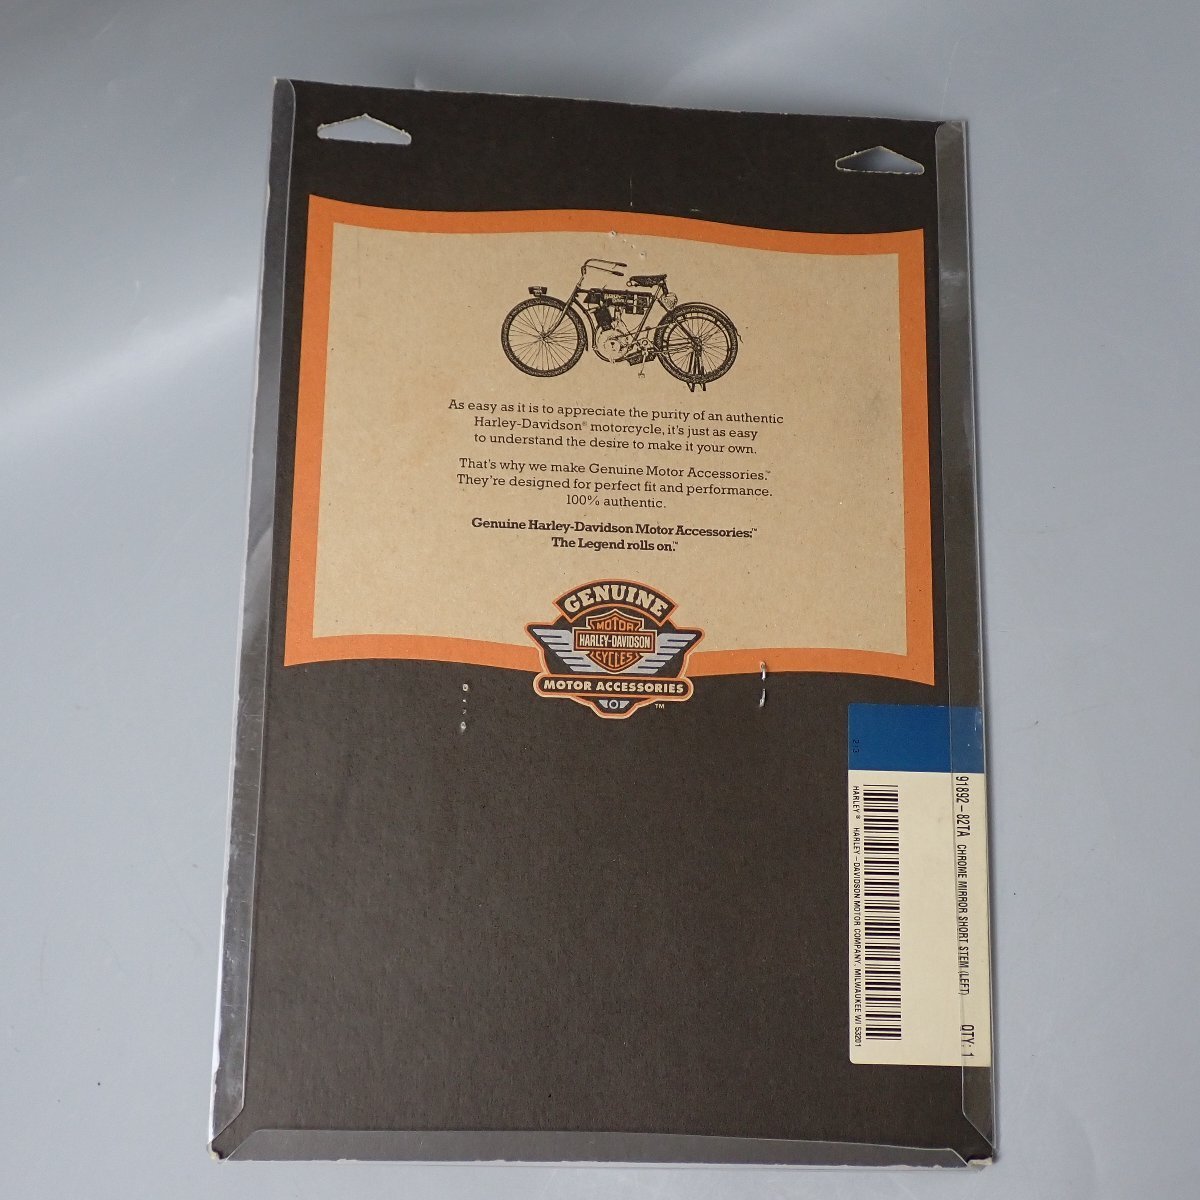 As easy as it is to appreciate the purity of an authentic
Harley-Davidson® motorcycle, it's just as easy
to understand the desire to make it your own.
That's why we make Genuine Motor Accessories.™
They're designed for perfect fit and performance.
100% authentic.
Genuine Harley-Davidson Motor Accessories:™
The Legend rolls on.™
GENUINE
MOTOR
HARLEY-DAVIDSON
CYCLES
MOTOR ACCESSORIES
™
213
91892-82TA CHROME MIRROR SHORT STEM (LEFT) QTY: 1
HARLEY® HARLEY-DAVIDSON MOTOR COMPANY, MILWAUKEE WI 53201